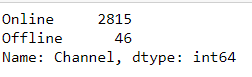 Online     2815
Offline      46
Name: Channel, dtype: int64